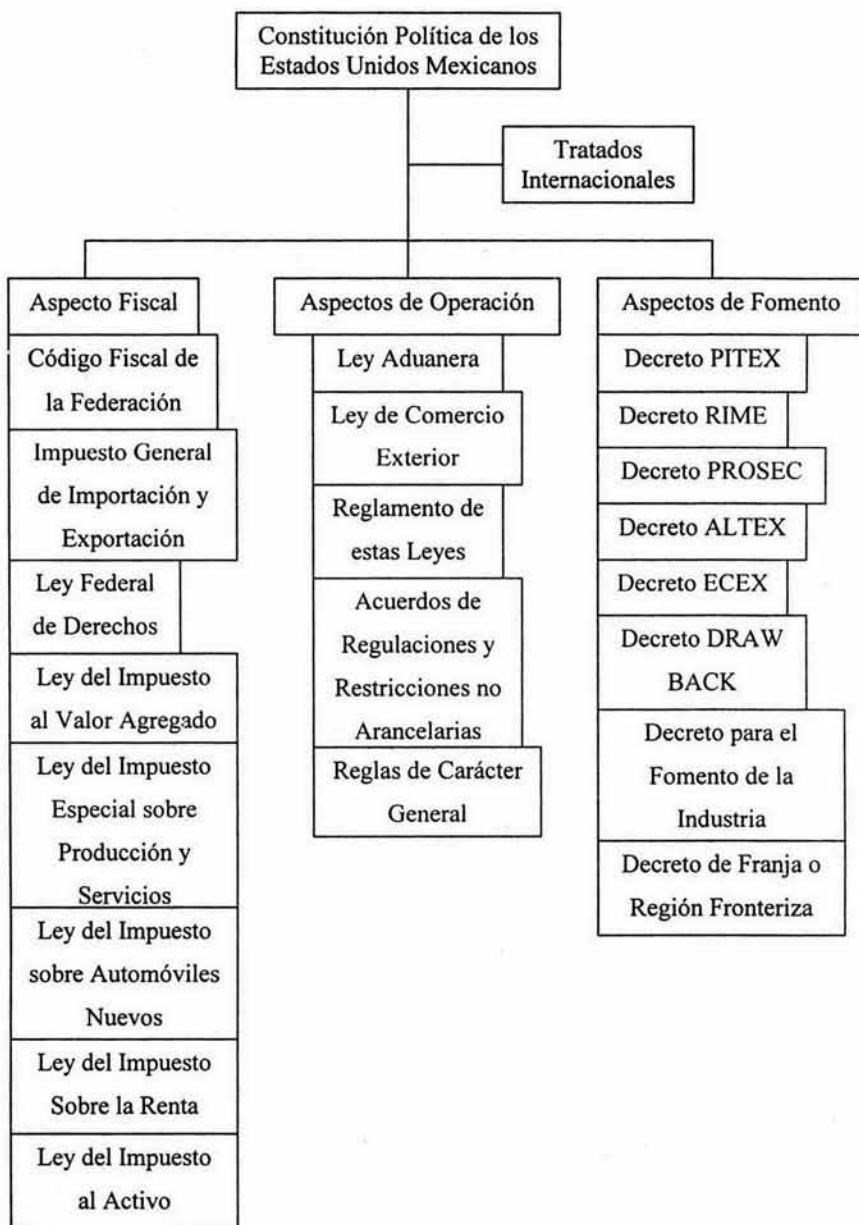 Constitución Política de los
Estados Unidos Mexicanos
Tratados
Internacionales
Aspecto Fiscal
Código Fiscal de
la Federación
Impuesto General
de Importación y
Exportación
Ley Federal
de Derechos
Ley del Impuesto
al Valor Agregado
Ley del Impuesto
Especial sobre
Producción y
Servicios
Ley del Impuesto
sobre Automóviles
Nuevos
Ley del Impuesto
Sobre la Renta
Ley del Impuesto
al Activo
Aspectos de Operación
Ley Aduanera
Ley de Comercio
Exterior
Reglamento de
estas Leyes
Acuerdos de
Regulaciones y
Restricciones no
Arancelarias
Reglas de Carácter
General
Aspectos de Fomento
Decreto PITEX
Decreto RIME
Decreto PROSEC
Decreto ALTEX
Decreto ECEX
Decreto DRAW
BACK
Decreto para el
Fomento de la
Industria
Decreto de Franja o
Región Fronteriza